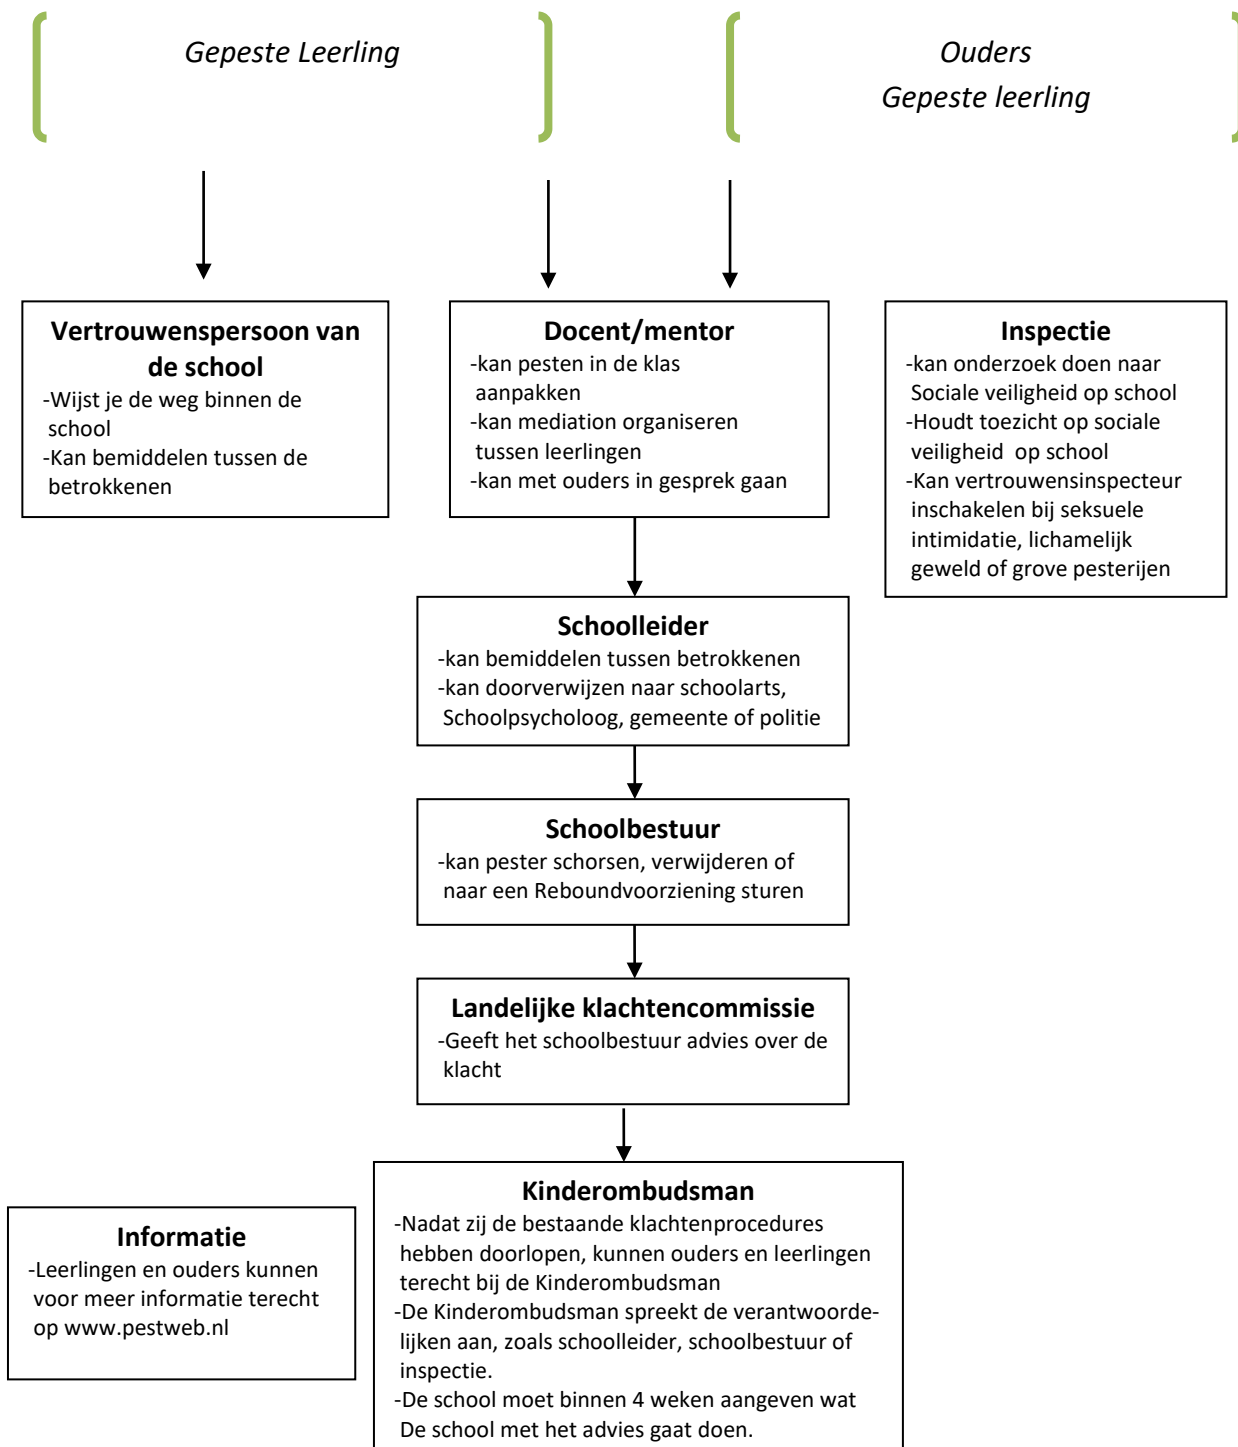 Gepeste Leerling
Ouders
Gepeste leerling
Vertrouwenspersoon van
de school
-Wijst je de weg binnen de
school
-Kan bemiddelen tussen de
betrokkenen
Docent/mentor
-kan pesten in de klas
aanpakken
-kan mediation organiseren
tussen leerlingen
-kan met ouders in gesprek gaan
Inspectie
-kan onderzoek doen naar
Sociale veiligheid op school
-Houdt toezicht op sociale
veiligheid op school
-Kan vertrouwensinspecteur
inschakelen bij seksuele
intimidatie, lichamelijk
geweld of grove pesterijen
Schoolleider
-kan bemiddelen tussen betrokkenen
-kan doorverwijzen naar schoolarts,
Schoolpsycholoog, gemeente of politie
Schoolbestuur
-kan pester schorsen, verwijderen of
naar een Reboundvoorziening sturen
Landelijke klachtencommissie
-Geeft het schoolbestuur advies over de
klacht
Informatie
-Leerlingen en ouders kunnen
voor meer informatie terecht
op www.pestweb.nl
Kinderombudsman
-Nadat zij de bestaande klachtenprocedures
hebben doorlopen, kunnen ouders en leerlingen
terecht bij de Kinderombudsman
-De Kinderombudsman spreekt de verantwoorde-
lijken aan, zoals schoolleider, schoolbestuur of
inspectie.
-De school moet binnen 4 weken aangeven wat
De school met het advies gaat doen.